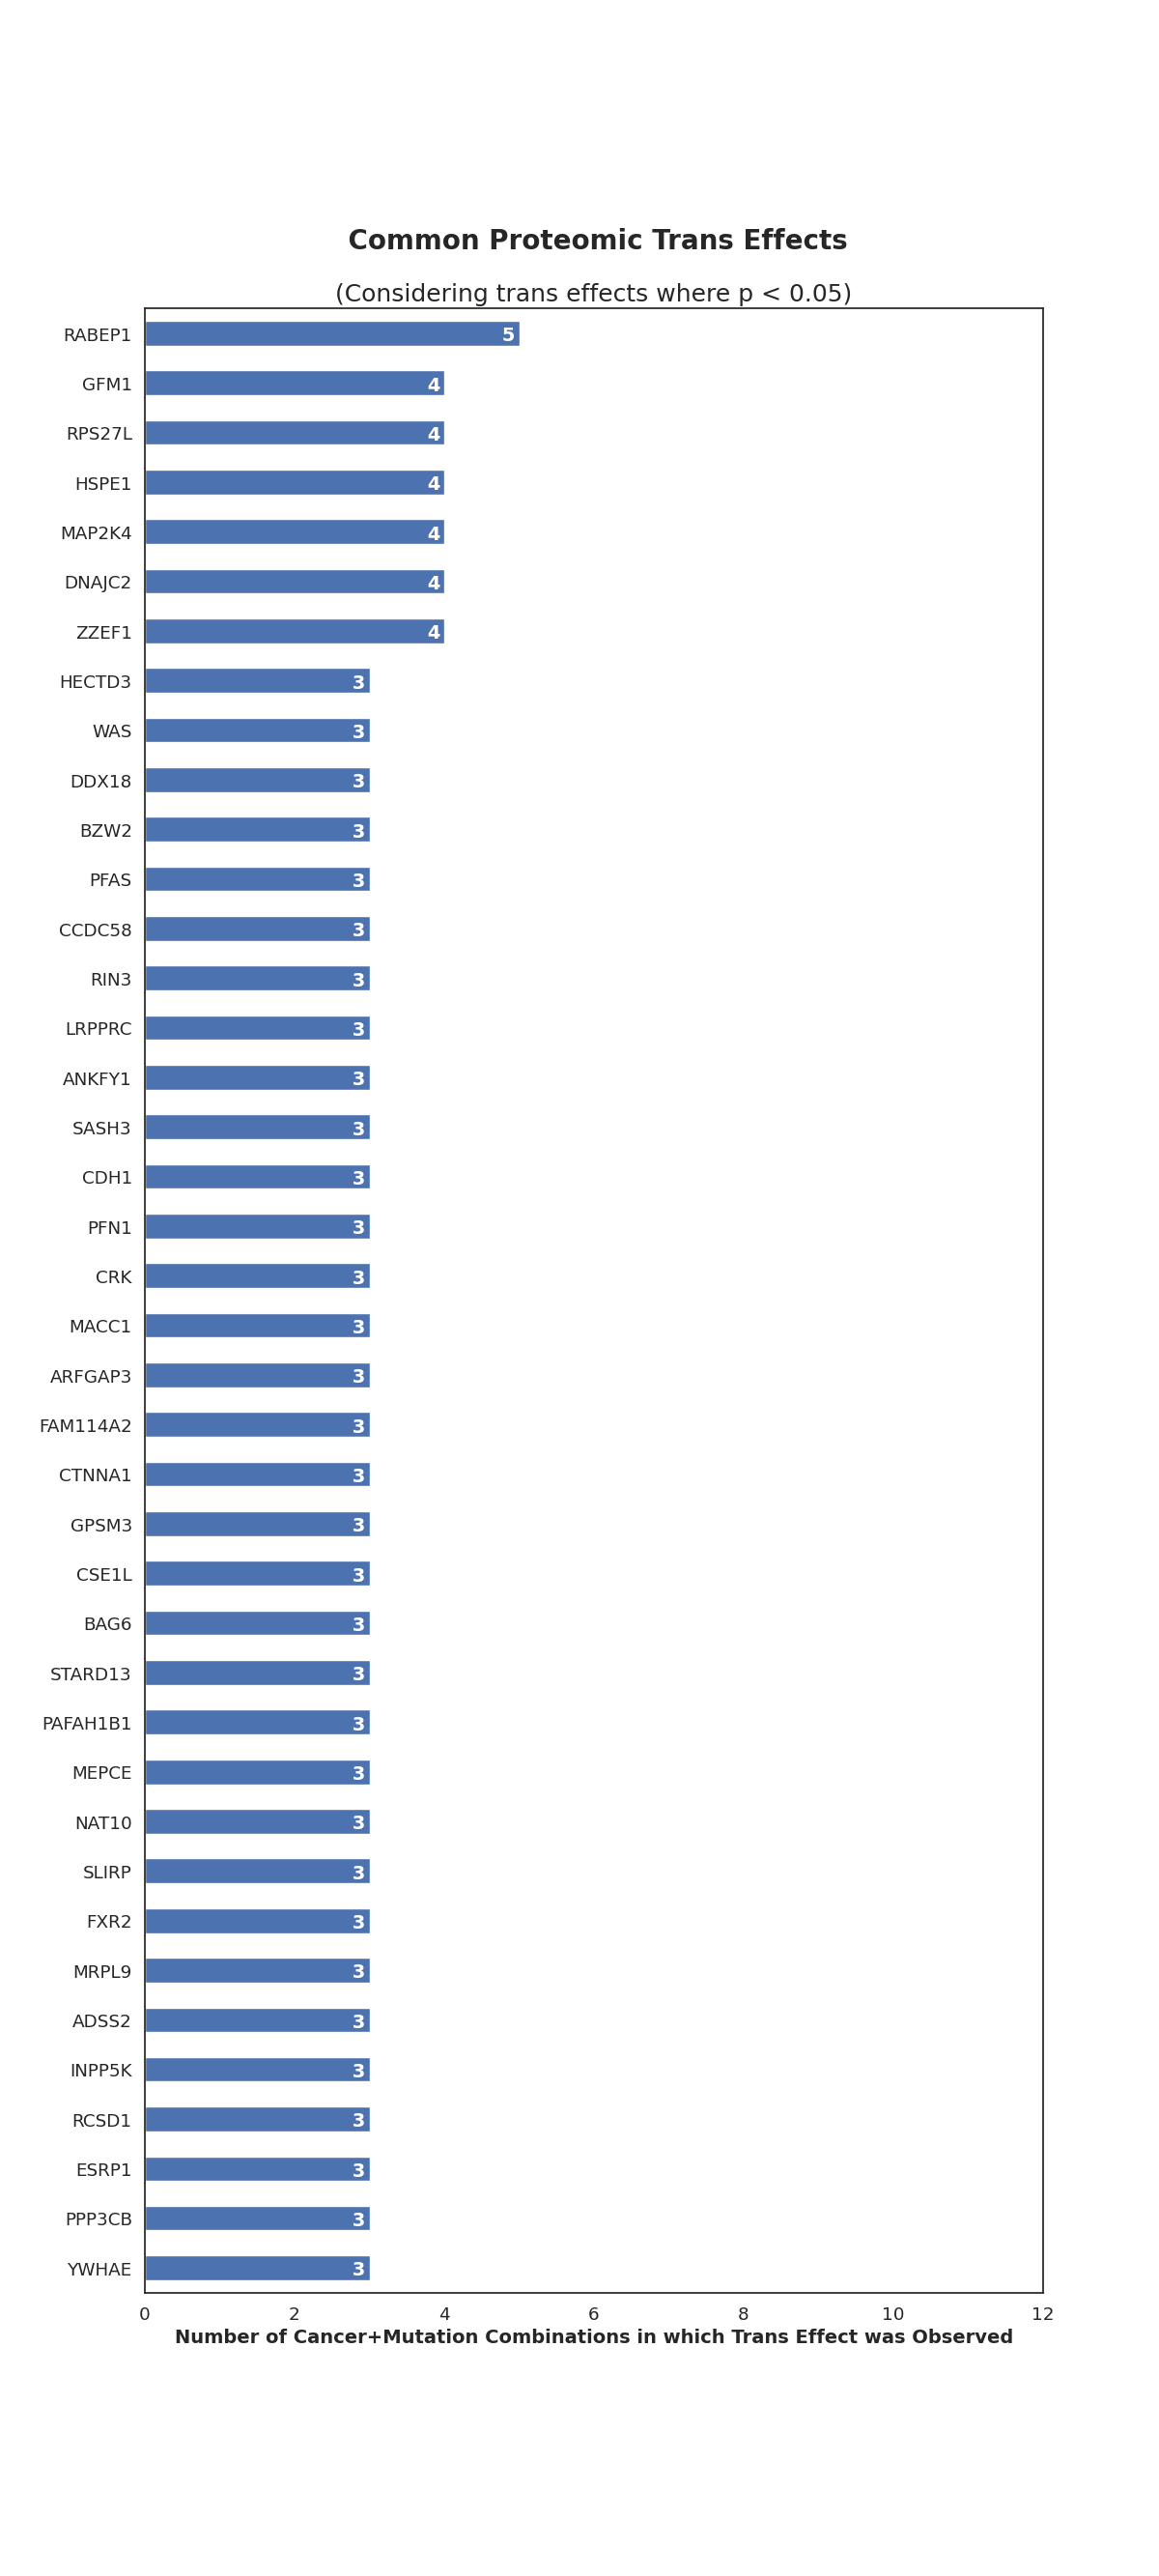 Common Proteomic Trans Effects
(Considering trans effects where p < 0.05)
RABEP1 5
GFM1 4
RPS27L 4
HSPE1 4
MAP2K4 4
DNAJC2 4
ZZEF1 4
HECTD3 3
WAS 3
DDX18 3
BZW2 3
PFAS 3
CCDC58 3
RIN3 3
LRPPRC 3
ANKFY1 3
SASH3 3
CDH1 3
PFN1 3
CRK 3
MACC1 3
ARFGAP3 3
FAM114A2 3
CTNNA1 3
GPSM3 3
CSE1L 3
BAG6 3
STARD13 3
PAFAH1B1 3
MEPCE 3
NAT10 3
SLIRP 3
FXR2 3
MRPL9 3
ADSS2 3
INPP5K 3
RCSD1 3
ESRP1 3
PPP3CB 3
YWHAE 3
0 2 4 6 8 10 12
Number of Cancer+Mutation Combinations in which Trans Effect was Observed